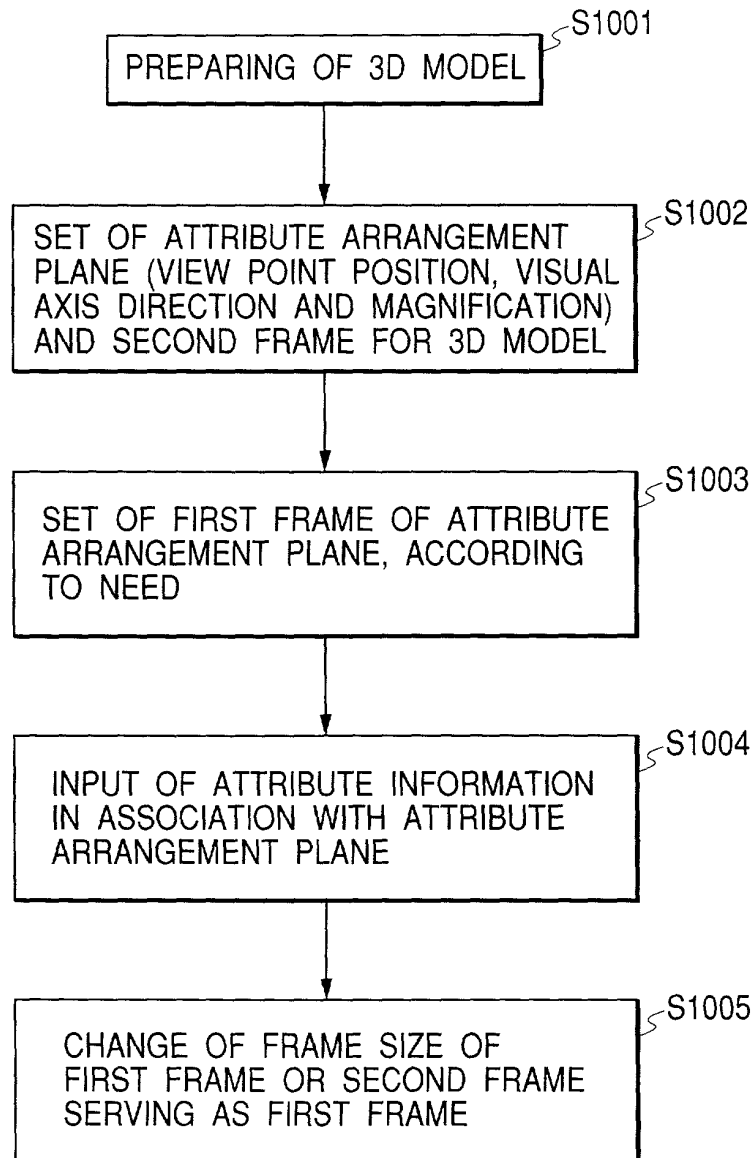 S1001
PREPARING OF 3D MODEL
S1002
SET OF ATTRIBUTE ARRANGEMENT
PLANE (VIEW POINT POSITION, VISUAL
AXIS DIRECTION AND MAGNIFICATION)
AND SECOND FRAME FOR 3D MODEL
S1003
SET OF FIRST FRAME OF ATTRIBUTE
ARRANGEMENT PLANE, ACCORDING
TO NEED
S1004
INPUT OF ATTRIBUTE INFORMATION
IN ASSOCIATION WITH ATTRIBUTE
ARRANGEMENT PLANE
S1005
CHANGE OF FRAME SIZE OF
FIRST FRAME OR SECOND FRAME
SERVING AS FIRST FRAME